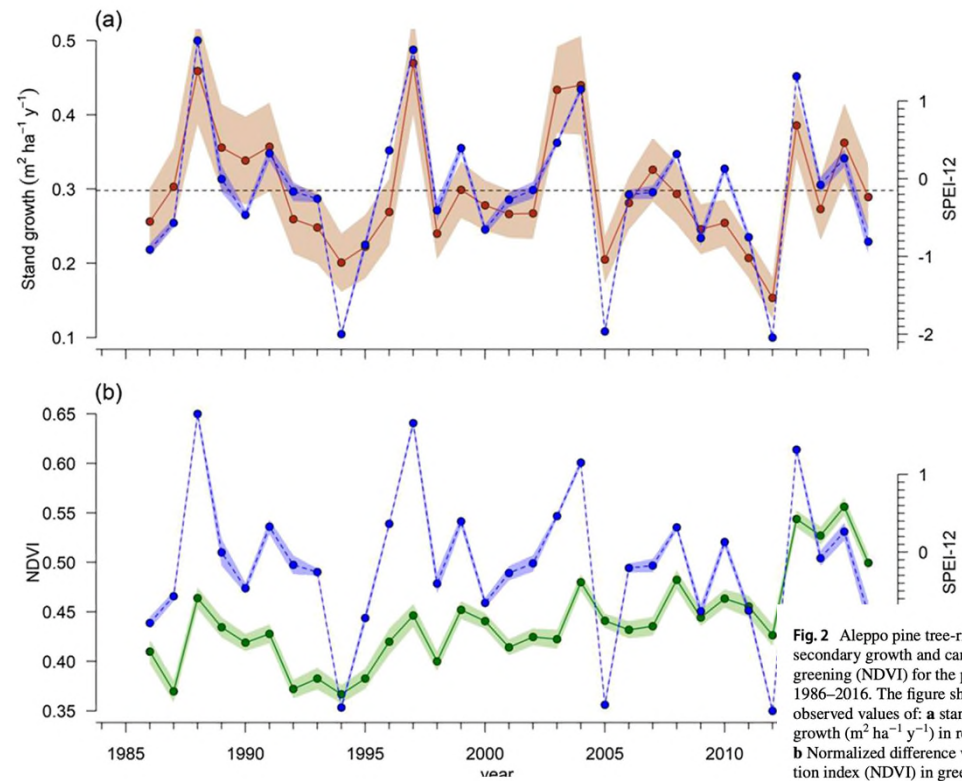 (a)
0.5
0.4
0.3
0.2
0.1
Stand growth (m² ha⁻¹ y⁻¹)
1
0
-1
-2
SPEI-12
(b)
0.65
0.60
0.55
0.50
0.45
0.40
0.35
NDVI
1
0
SPEI-12
1985 1990 1995 2000 2005 2010
year
Fig. 2 Aleppo pine tree-r
secondary growth and
greening (NDVI) for the
1986–2016. The figure
observed values of: a
growth (m² ha⁻¹ y⁻¹) in
b Normalized difference
tion index (NDVI) in